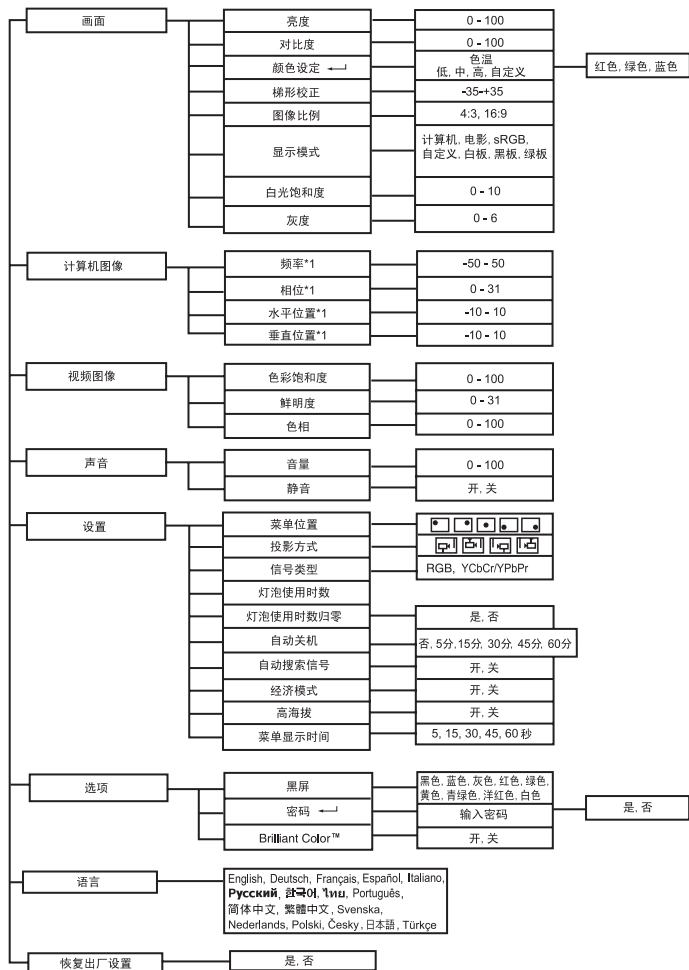 画面
亮度
0 - 100
对比度
0 - 100
颜色设定
色温
低, 中, 高, 自定义
红色, 绿色, 蓝色
梯形校正
-35-+35
图像比例
4:3, 16:9
显示模式
计算机, 电影, sRGB,
自定义, 白板, 黑板, 绿板
白光饱和度
0 - 10
灰度
0 - 6
计算机图像
频率*1
-50 - 50
相位*1
0 - 31
水平位置*1
-10 - 10
垂直位置*1
-10 - 10
视频图像
色彩饱和度
0 - 100
鲜明度
0 - 31
色相
0 - 100
声音
音量
0 - 100
静音
开, 关
设置
菜单位置
投影方式
信号类型
RGB, YCbCr/YPbPr
灯泡使用时数
灯泡使用时数归零
是, 否
自动关机
否, 5分,15分, 30分, 45分, 60分
自动搜索信号
开, 关
经济模式
开, 关
高海拔
开, 关
菜单显示时间
5, 15, 30, 45, 60 秒
选项
黑屏
黑色, 蓝色, 灰色, 红色, 绿色,
黄色, 青绿色, 洋红色, 白色
密码
输入密码
是, 否
Brilliant Color™
开, 关
语言
English, Deutsch, Français, Español, Italiano,
Русский, 한국어, ไทย, Português,
简体中文, 繁體中文, Svenska,
Nederlands, Polski, Česky, 日本語, Türkçe
恢复出厂设置
是, 否